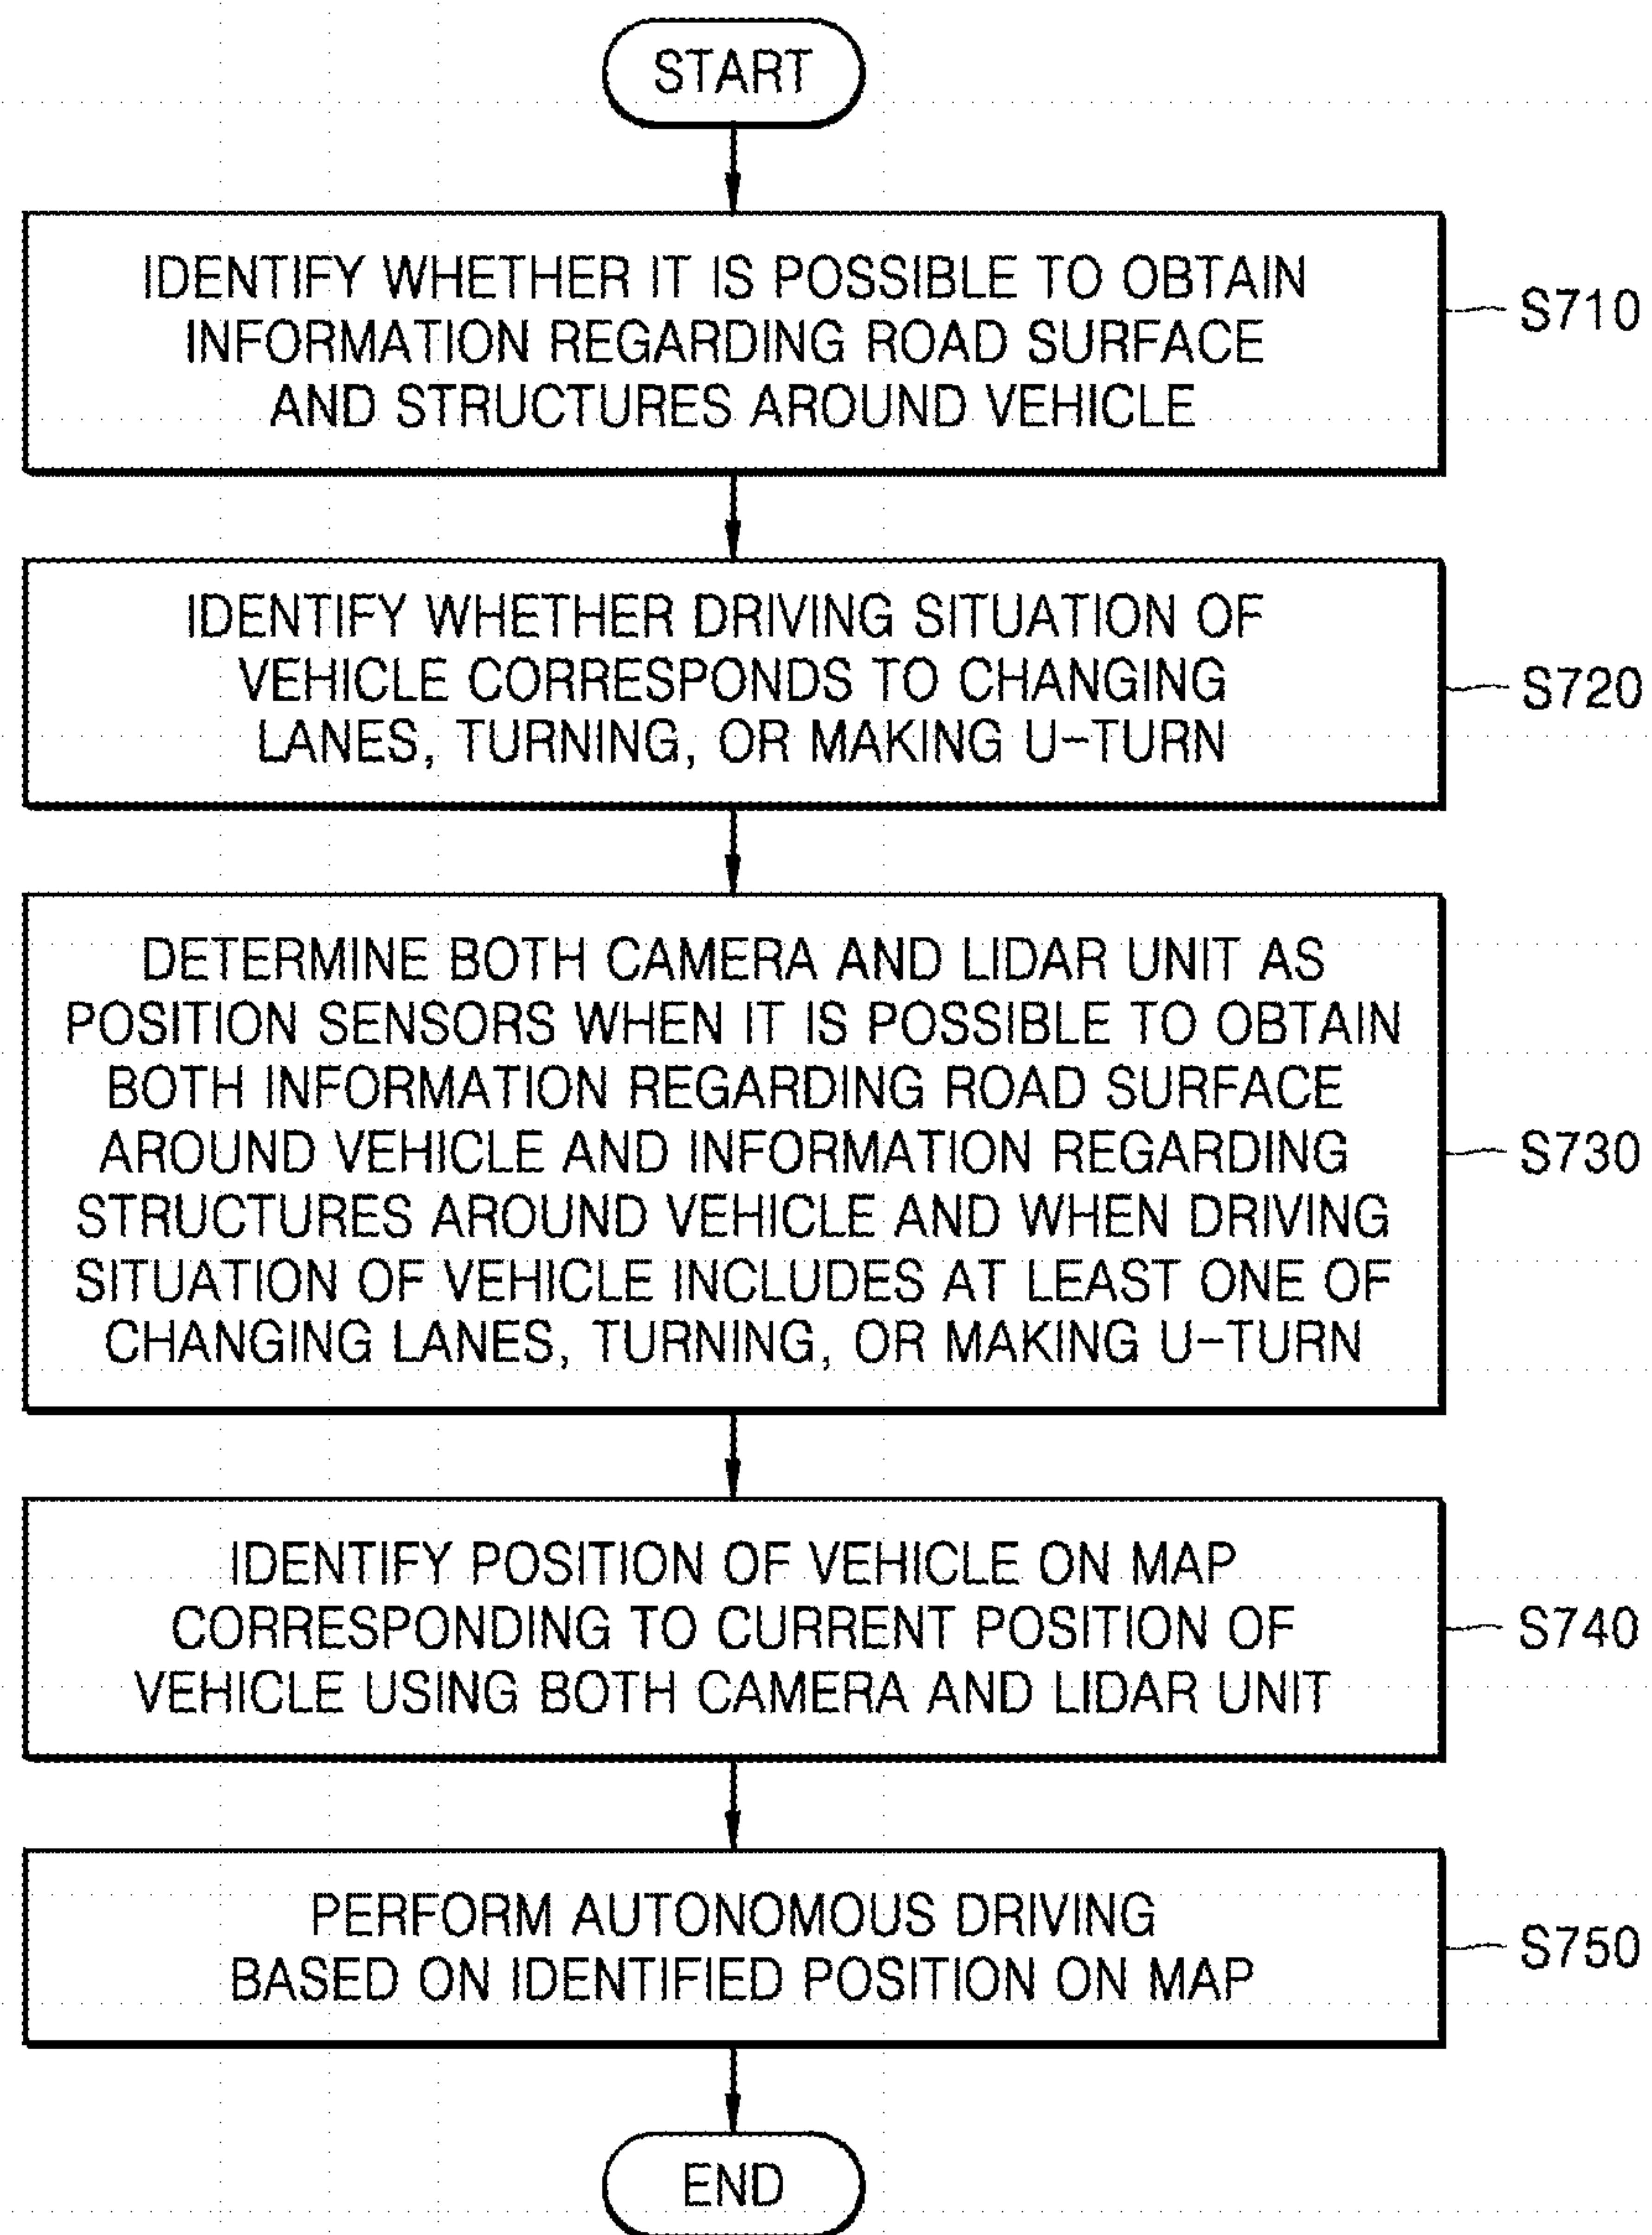 START
IDENTIFY WHETHER IT IS POSSIBLE TO OBTAIN
INFORMATION REGARDING ROAD SURFACE
AND STRUCTURES AROUND VEHICLE
S710
IDENTIFY WHETHER DRIVING SITUATION OF
VEHICLE CORRESPONDS TO CHANGING
LANES, TURNING, OR MAKING U-TURN
S720
DETERMINE BOTH CAMERA AND LIDAR UNIT AS
POSITION SENSORS WHEN IT IS POSSIBLE TO OBTAIN
BOTH INFORMATION REGARDING ROAD SURFACE
AROUND VEHICLE AND INFORMATION REGARDING
STRUCTURES AROUND VEHICLE AND WHEN DRIVING
SITUATION OF VEHICLE INCLUDES AT LEAST ONE OF
CHANGING LANES, TURNING, OR MAKING U-TURN
S730
IDENTIFY POSITION OF VEHICLE ON MAP
CORRESPONDING TO CURRENT POSITION OF
VEHICLE USING BOTH CAMERA AND LIDAR UNIT
S740
PERFORM AUTONOMOUS DRIVING
BASED ON IDENTIFIED POSITION ON MAP
S750
END